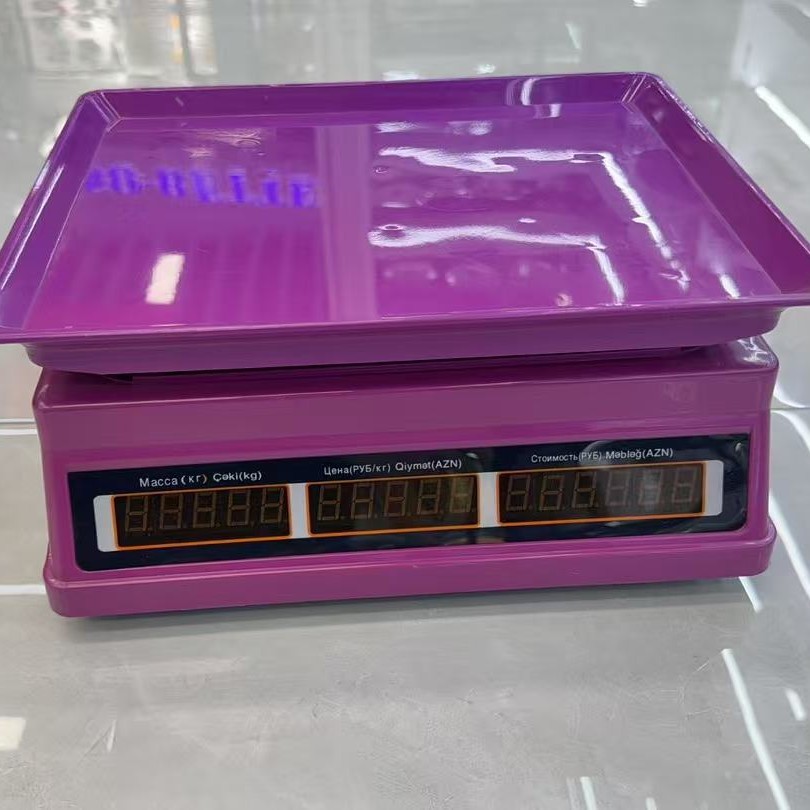 Масса(кг) Çəki(kg)
Цена(РУБ/кг) Qiymət(AZN)
Стоимость(РУБ) Məbləğ(AZN)